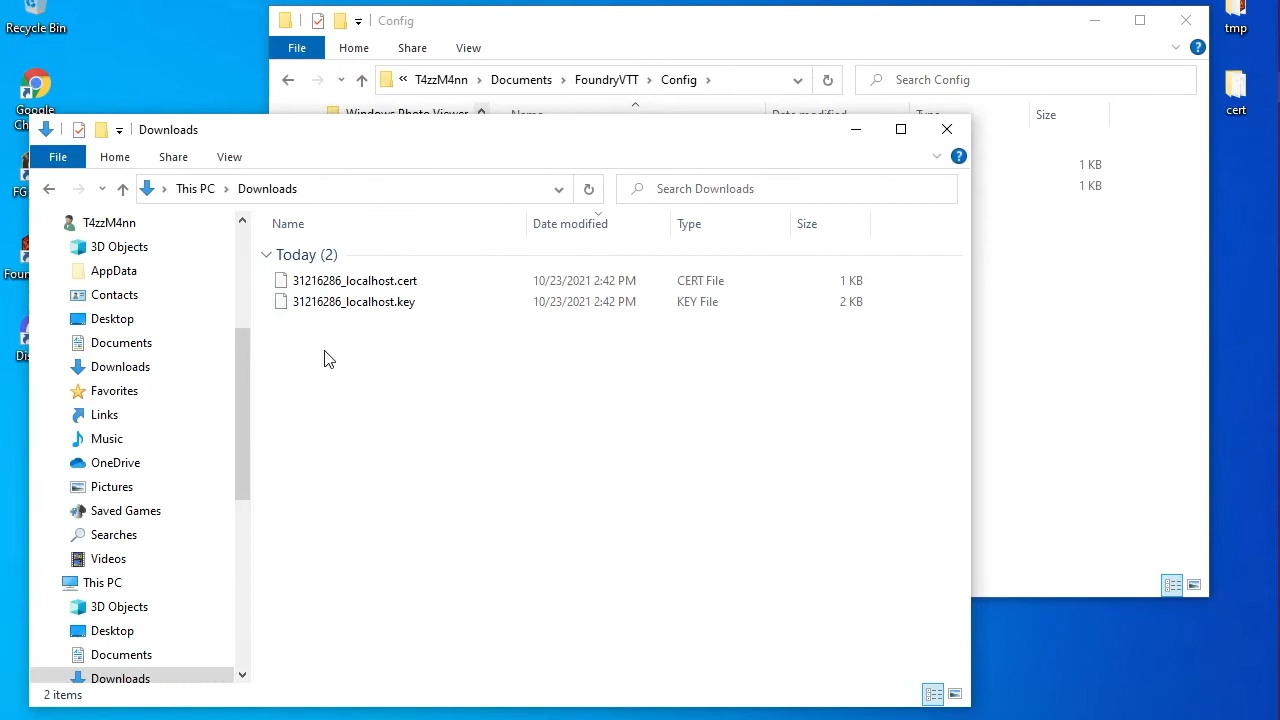 Recycle Bin
Google
Ch
FG
Foun
Dis
tmp
cert
Config
File Home Share View
« T4zzM4nn > Documents > FoundryVTT > Config >
Search Config
Windows Photo Viewer
Name Date modified Type Size
1 KB
1 KB
Downloads
File Home Share View
This PC > Downloads
Search Downloads
T4zzM4nn
3D Objects
AppData
Contacts
Desktop
Documents
Downloads
Favorites
Links
Music
OneDrive
Pictures
Saved Games
Searches
Videos
This PC
3D Objects
Desktop
Documents
Downloads
Name Date modified Type Size
Today (2)
31216286_localhost.cert 10/23/2021 2:42 PM CERT File 1 KB
31216286_localhost.key 10/23/2021 2:42 PM KEY File 2 KB
2 items